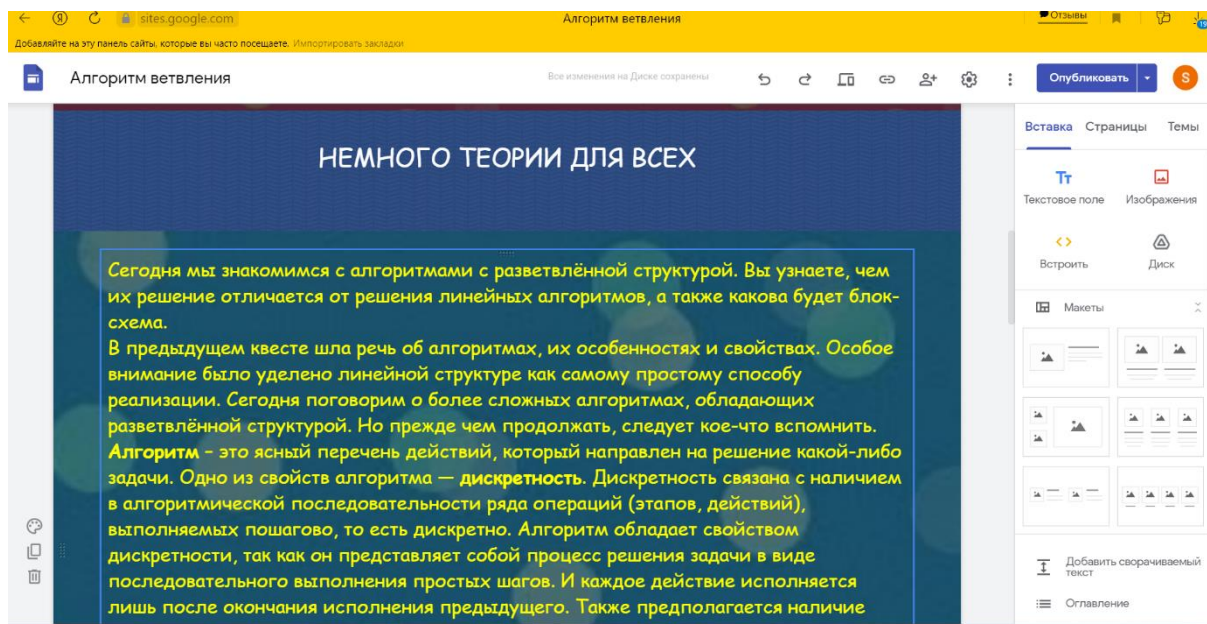 sites.google.com
Алгоритм ветвления
Отзывы
Добавляйте на эту панель сайты, которые вы часто посещаете. Импортировать закладки
Алгоритм ветвления
Все изменения на Диске сохранены
Опубликовать
S
Вставка Страницы Темы
НЕМНОГО ТЕОРИИ ДЛЯ ВСЕХ
Тт
Текстовое поле Изображения
Встроить Диск
Макеты
Сегодня мы знакомимся с алгоритмами с разветвлённой структурой. Вы узнаете, чем
их решение отличается от решения линейных алгоритмов, а также какова будет блок-
схема.
В предыдущем квесте шла речь об алгоритмах, их особенностях и свойствах. Особое
внимание было уделено линейной структуре как самому простому способу
реализации. Сегодня поговорим о более сложных алгоритмах, обладающих
разветвлённой структурой. Но прежде чем продолжать, следует кое-что вспомнить.
Алгоритм – это ясный перечень действий, который направлен на решение какой-либо
задачи. Одно из свойств алгоритма — дискретность. Дискретность связана с наличием
в алгоритмической последовательности ряда операций (этапов, действий),
выполняемых пошагово, то есть дискретно. Алгоритм обладает свойством
дискретности, так как он представляет собой процесс решения задачи в виде
последовательного выполнения простых шагов. И каждое действие исполняется
лишь после окончания исполнения предыдущего. Также предполагается наличие
Добавить сворачиваемый
текст
Оглавление